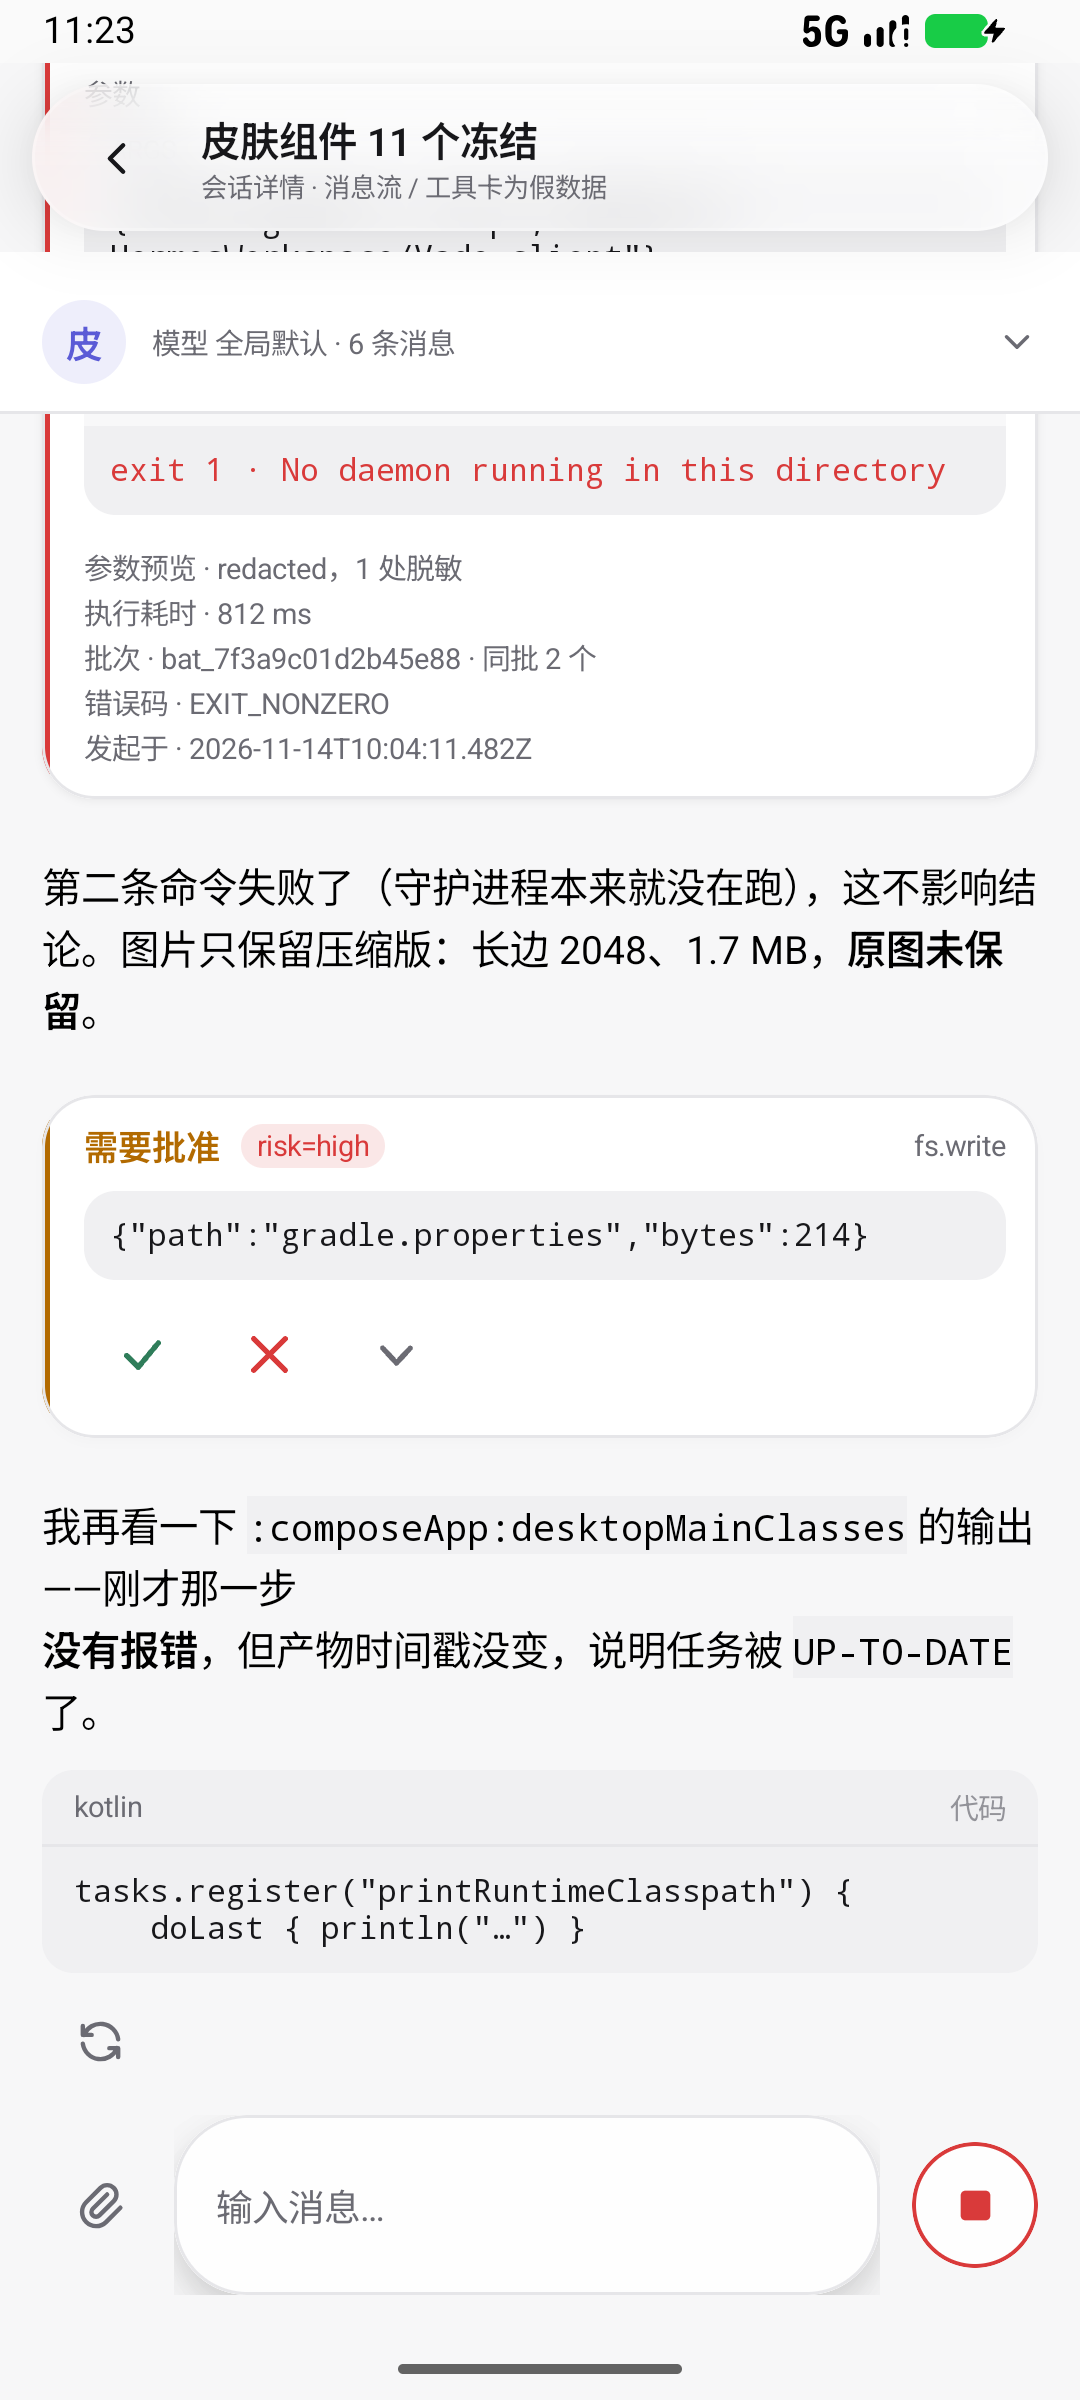 11:23
5G
参数
皮肤组件 11 个冻结
会话详情 · 消息流 / 工具卡为假数据
皮
模型 全局默认 · 6 条消息
exit 1 · No daemon running in this directory
参数预览 · redacted，1 处脱敏
执行耗时 · 812 ms
批次 · bat_7f3a9c01d2b45e88 · 同批 2 个
错误码 · EXIT_NONZERO
发起于 · 2026-11-14T10:04:11.482Z
第二条命令失败了（守护进程本来就没在跑），这不影响结
论。图片只保留压缩版：长边 2048、1.7 MB，原图未保
留。
需要批准 risk=high fs.write
{"path":"gradle.properties","bytes":214}
我再看一下 :composeApp:desktopMainClasses 的输出
——刚才那一步
没有报错，但产物时间戳没变，说明任务被 UP-TO-DATE
了。
kotlin 代码
tasks.register("printRuntimeClasspath") {
    doLast { println("…") }
输入消息…